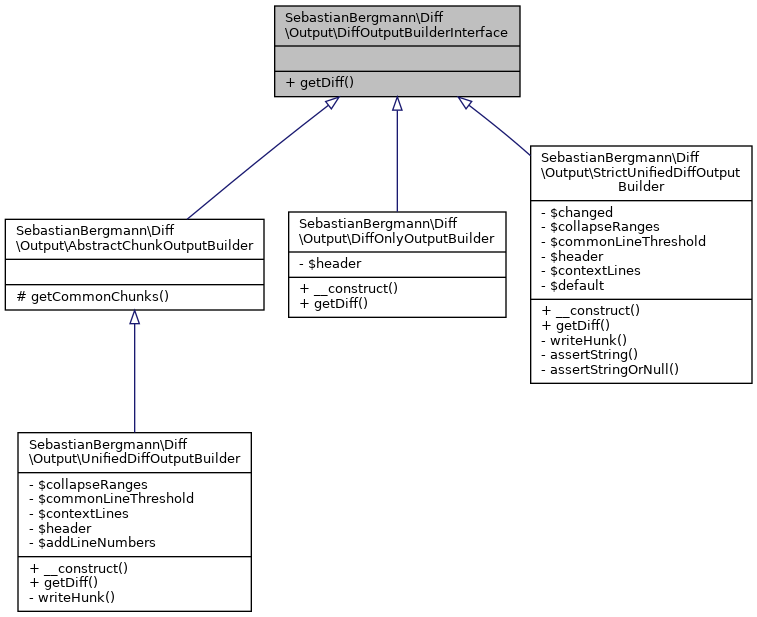 SebastianBergmann\Diff
\Output\DiffOutputBuilderInterface
+ getDiff()
SebastianBergmann\Diff
\Output\AbstractChunkOutputBuilder
# getCommonChunks()
SebastianBergmann\Diff
\Output\DiffOnlyOutputBuilder
- $header
+ __construct()
+ getDiff()
SebastianBergmann\Diff
\Output\StrictUnifiedDiffOutput
Builder
- $changed
- $collapseRanges
- $commonLineThreshold
- $header
- $contextLines
- $default
+ __construct()
+ getDiff()
- writeHunk()
- assertString()
- assertStringOrNull()
SebastianBergmann\Diff
\Output\UnifiedDiffOutputBuilder
- $collapseRanges
- $commonLineThreshold
- $contextLines
- $header
- $addLineNumbers
+ __construct()
+ getDiff()
- writeHunk()